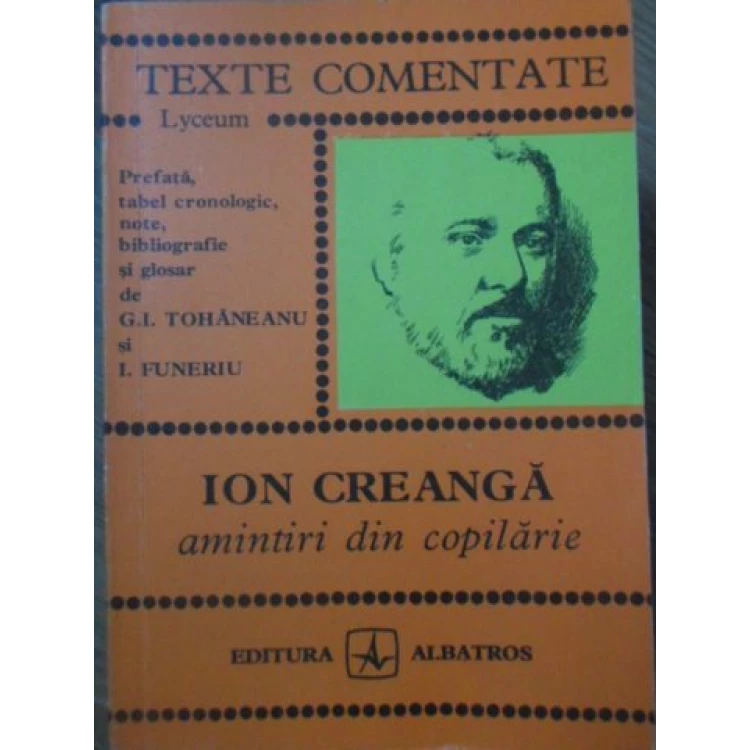 TEXTE COMENTATE
Lyceum
Prefață,
tabel cronologic,
note,
bibliografie
și glosar
de
G.I. TOHĂNEANU
și
I. FUNERIU
ION CREANGĂ
amintiri din copilărie
EDITURA ALBATROS